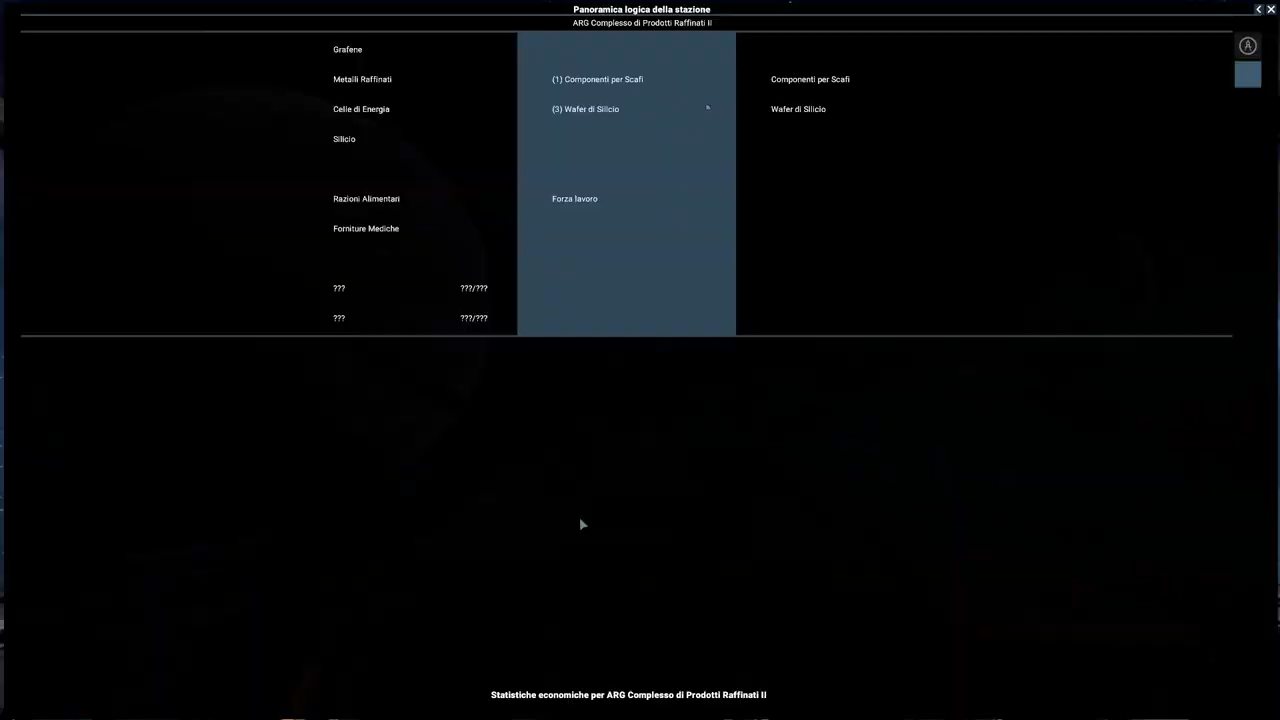 Panoramica logica della stazione
ARG Complesso di Prodotti Raffinati II
Grafene
Metalli Raffinati (1) Componenti per Scafi Componenti per Scafi
Celle di Energia (3) Wafer di Silicio Wafer di Silicio
Silicio
Razioni Alimentari Forza lavoro
Forniture Mediche
??? ???/???
??? ???/???
Statistiche economiche per ARG Complesso di Prodotti Raffinati II